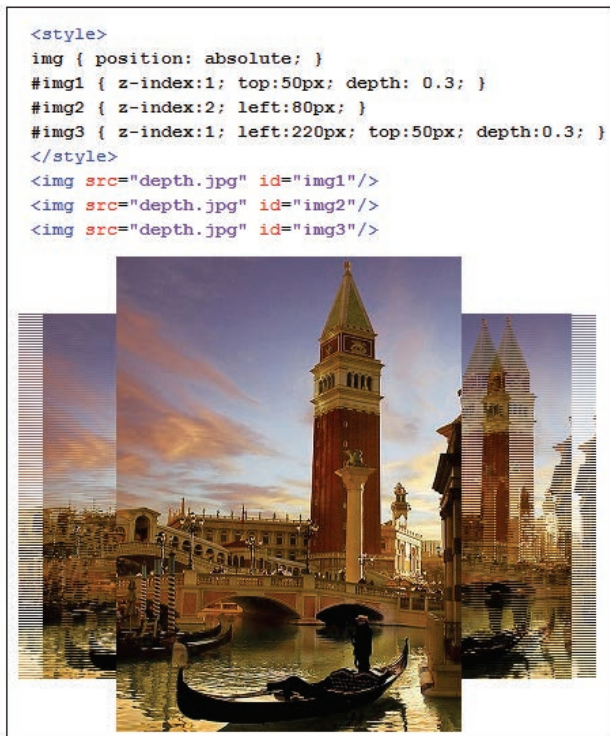 <style>
img { position: absolute; }
#img1 { z-index:1; top:50px; depth: 0.3; }
#img2 { z-index:2; left:80px; }
#img3 { z-index:1; left:220px; top:50px; depth:0.3; }
</style>
<img src="depth.jpg" id="img1"/>
<img src="depth.jpg" id="img2"/>
<img src="depth.jpg" id="img3"/>